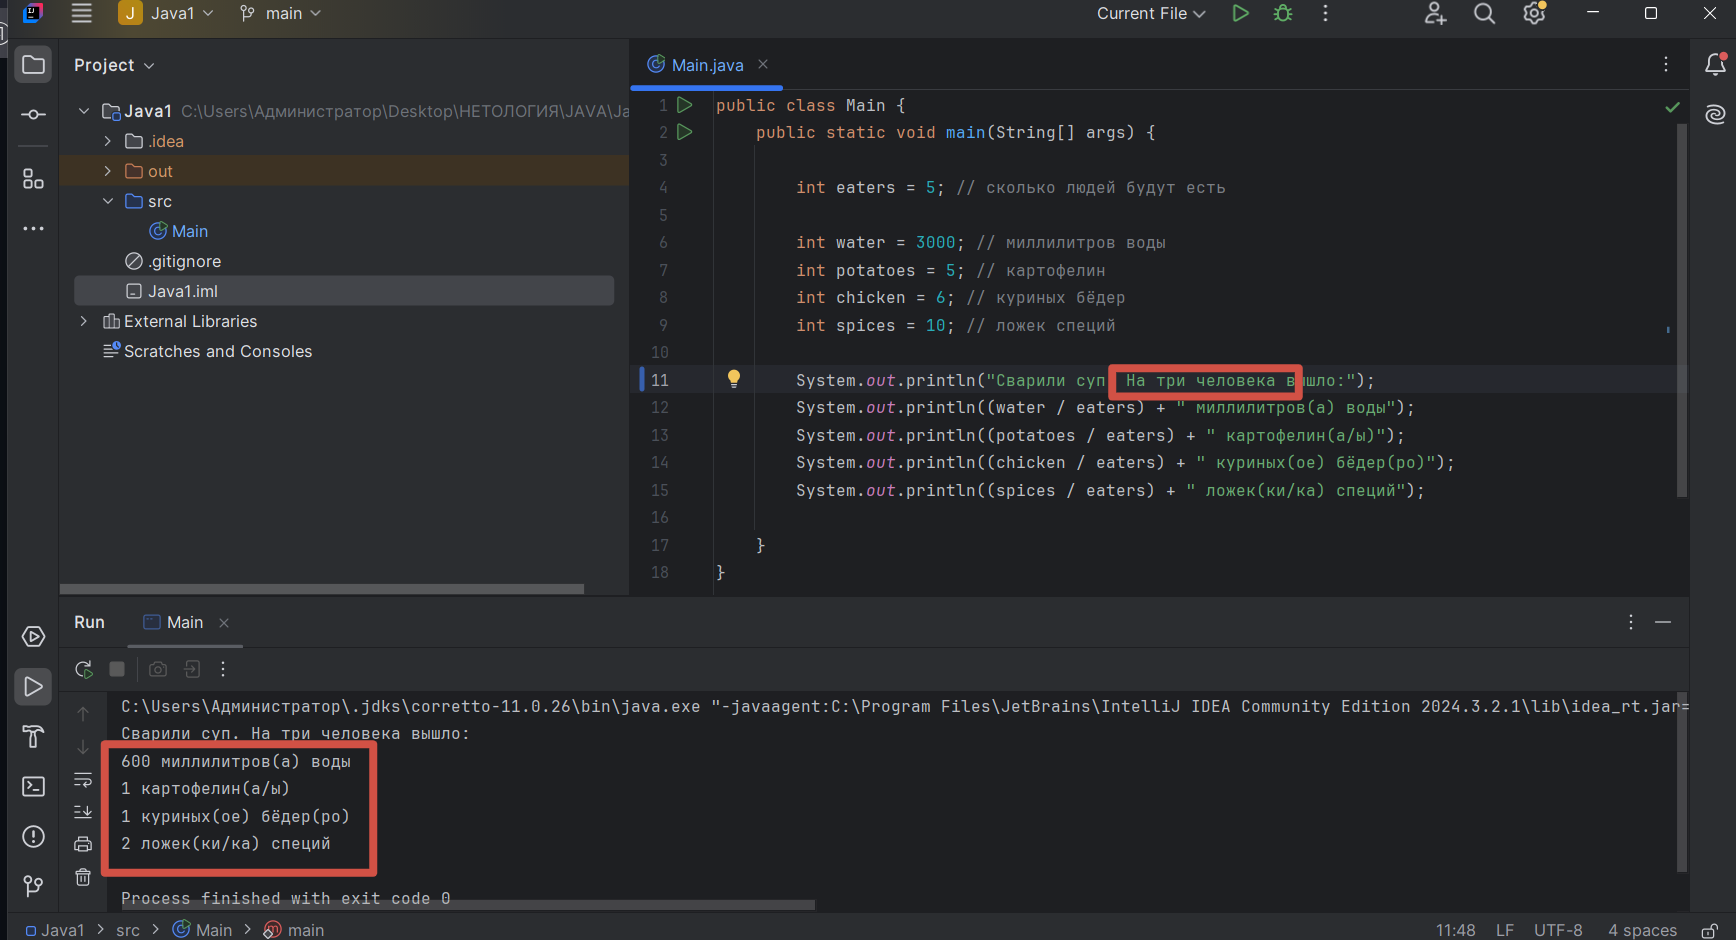 J Java1 main Current File
Project
Main.java
Java1 C:\Users\Администратор\Desktop\НЕТОЛОГИЯ\JAVA\Ja
.idea
out
src
Main
.gitignore
Java1.iml
External Libraries
Scratches and Consoles
1 public class Main {
2 public static void main(String[] args) {
3
4 int eaters = 5; // сколько людей будут есть
5
6 int water = 3000; // миллилитров воды
7 int potatoes = 5; // картофелин
8 int chicken = 6; // куриных бёдер
9 int spices = 10; // ложек специй
10
11 System.out.println("Сварили суп На три человека вышло:");
12 System.out.println((water / eaters) + " миллилитров(а) воды");
13 System.out.println((potatoes / eaters) + " картофелин(а/ы)");
14 System.out.println((chicken / eaters) + " куриных(ое) бёдер(ро)");
15 System.out.println((spices / eaters) + " ложек(ки/ка) специй");
16
17 }
18 }
Run Main
C:\Users\Администратор\.jdks\corretto-11.0.26\bin\java.exe "-javaagent:C:\Program Files\JetBrains\IntelliJ IDEA Community Edition 2024.3.2.1\lib\idea_rt.jar=
Сварили суп. На три человека вышло:
600 миллилитров(а) воды
1 картофелин(а/ы)
1 куриных(ое) бёдер(ро)
2 ложек(ки/ка) специй
Process finished with exit code 0
Java1 > src > Main > main 11:48 LF UTF-8 4 spaces